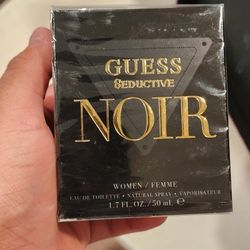 GUESS
SEDUCTIVE
NOIR
WOMEN / FEMME
EAU DE TOILETTE • NATURAL SPRAY • VAPORISATEUR
1.7 FL. OZ. / 50 mL ℮